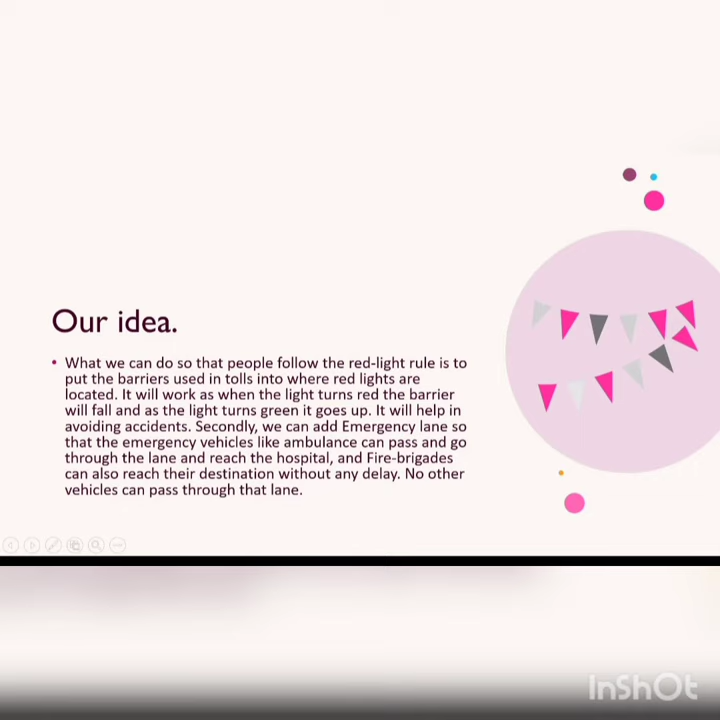 Our idea.
• What we can do so that people follow the red-light rule is to
put the barriers used in tolls into where red lights are
located. It will work as when the light turns red the barrier
will fall and as the light turns green it goes up. It will help in
avoiding accidents. Secondly, we can add Emergency lane so
that the emergency vehicles like ambulance can pass and go
through the lane and reach the hospital, and Fire-brigades
can also reach their destination without any delay. No other
vehicles can pass through that lane.
InShOt